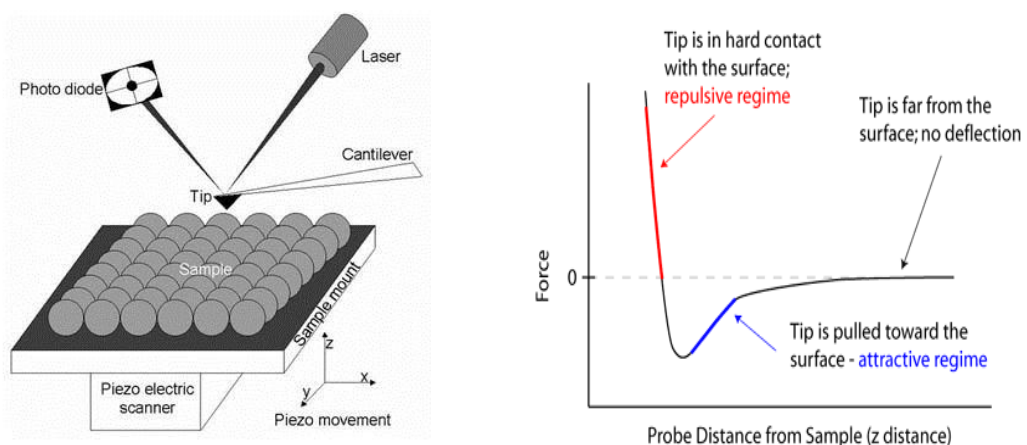 Laser
Photo diode
Cantilever
Tip
Sample
Sample mount
z
x
y
Piezo electric
scanner
Piezo movement
Tip is in hard contact
with the surface;
repulsive regime
Tip is far from the
surface; no deflection
0
Force
Tip is pulled toward the
surface - attractive regime
Probe Distance from Sample (z distance)